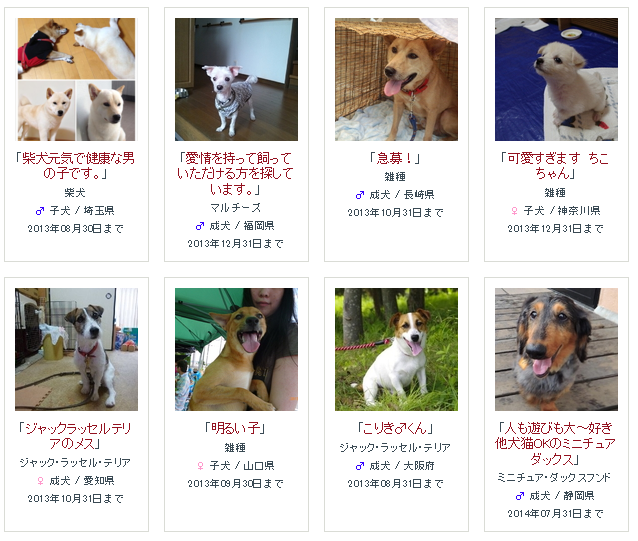 「柴犬元気で健康な男
の子です。」
柴犬
♂ 子犬 / 埼玉県
2013年08月30日まで
「愛情を持って飼って
いただける方を探して
います。」
マルチーズ
♂ 成犬 / 福岡県
2013年12月31日まで
「急募！」
雑種
♂ 成犬 / 長崎県
2013年10月31日まで
「可愛すぎます ちこ
ちゃん」
雑種
♀ 子犬 / 神奈川県
2013年12月31日まで
「ジャックラッセルテリ
アのメス」
ジャック・ラッセル・テリア
♀ 成犬 / 愛知県
2013年10月31日まで
「明るい子」
雑種
♀ 子犬 / 山口県
2013年09月30日まで
「こりき♂くん」
ジャック・ラッセル・テリア
♂ 成犬 / 大阪府
2013年08月31日まで
「人も遊びも大～好き
他犬猫OKのミニチュア
ダックス」
ミニチュア・ダックスフンド
♂ 成犬 / 静岡県
2014年07月31日まで